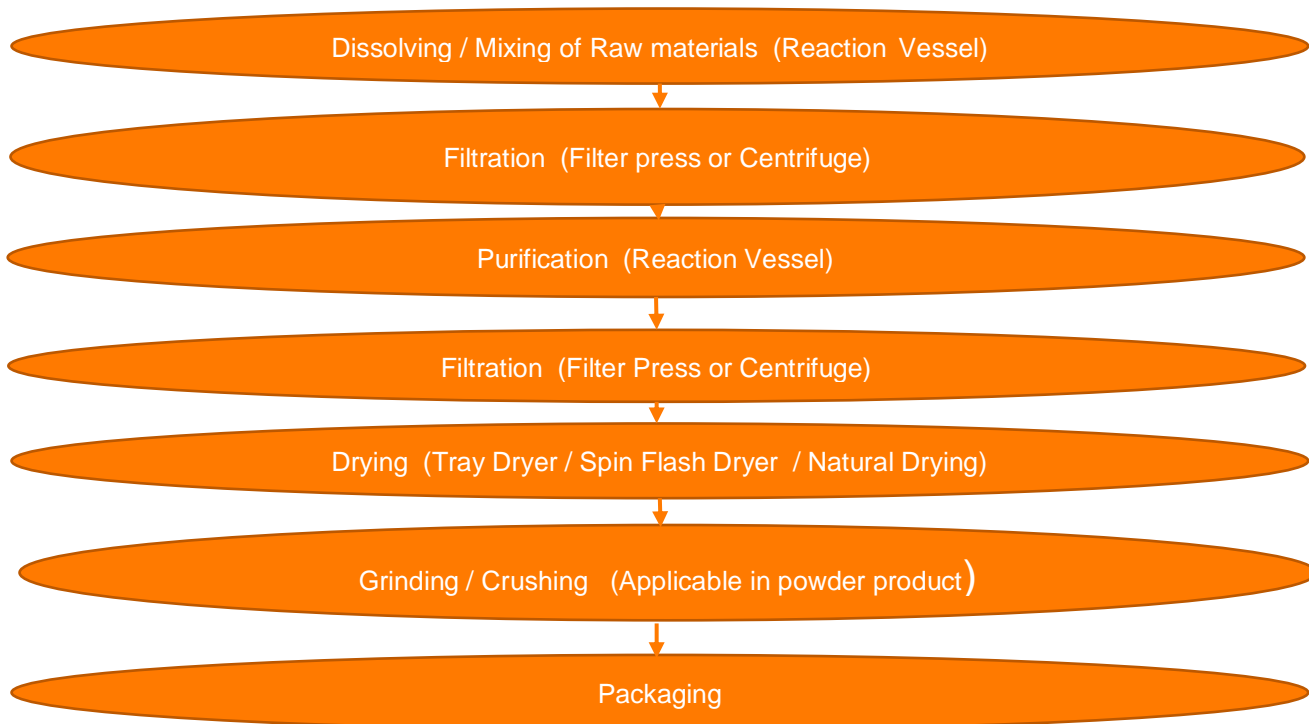 Dissolving / Mixing of Raw materials (Reaction Vessel)
Filtration (Filter press or Centrifuge)
Purification (Reaction Vessel)
Filtration (Filter Press or Centrifuge)
Drying (Tray Dryer / Spin Flash Dryer / Natural Drying)
Grinding / Crushing (Applicable in powder product)
Packaging